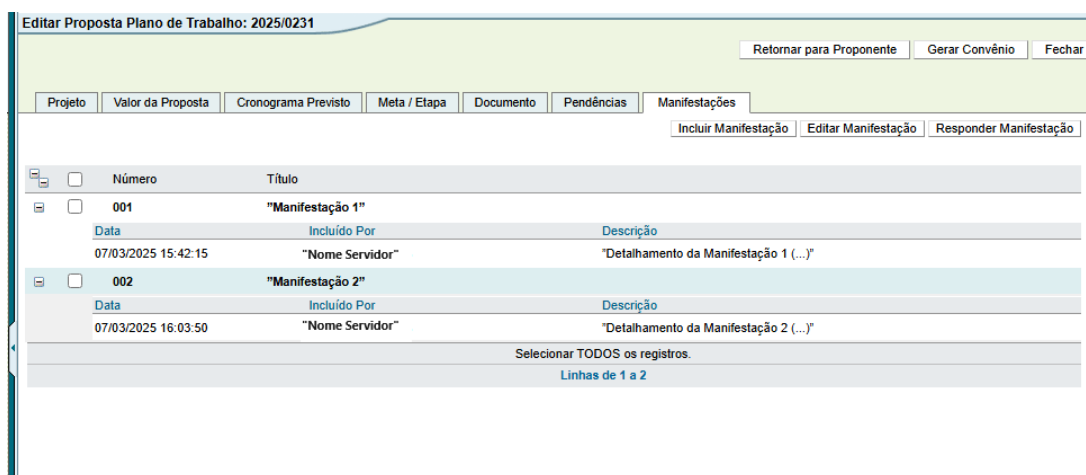 Editar Proposta Plano de Trabalho: 2025/0231
Retornar para Proponente Gerar Convênio Fechar
Projeto Valor da Proposta Cronograma Previsto Meta / Etapa Documento Pendências Manifestações
Incluir Manifestação Editar Manifestação Responder Manifestação
Número Título
001 "Manifestação 1"
Data Incluído Por Descrição
07/03/2025 15:42:15 "Nome Servidor" "Detalhamento da Manifestação 1 (...)"
002 "Manifestação 2"
Data Incluído Por Descrição
07/03/2025 16:03:50 "Nome Servidor" "Detalhamento da Manifestação 2 (...)"
Selecionar TODOS os registros.
Linhas de 1 a 2